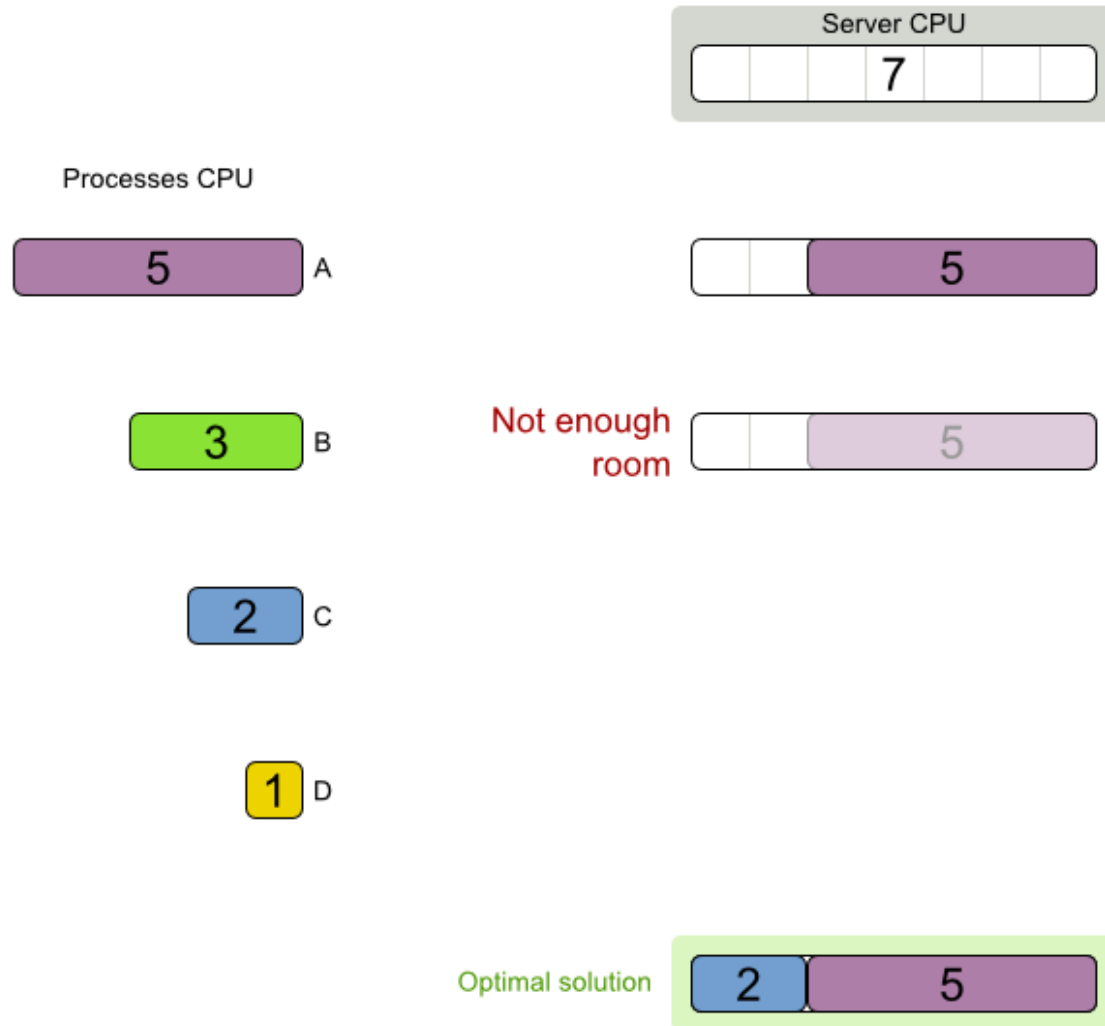 Server CPU
7
Processes CPU
5 A 5
3 B Not enough
room 5
2 C
1 D
Optimal solution 2 5